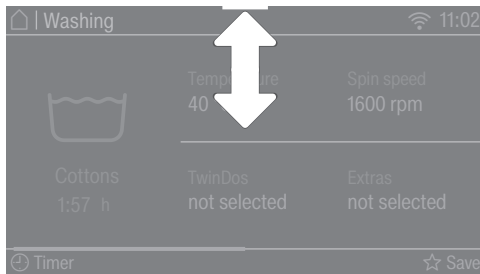 Washing
11:02
Temperature
Spin speed
40
1600 rpm
Cottons
1:57 h
TwinDos
Extras
not selected
not selected
Timer
Save